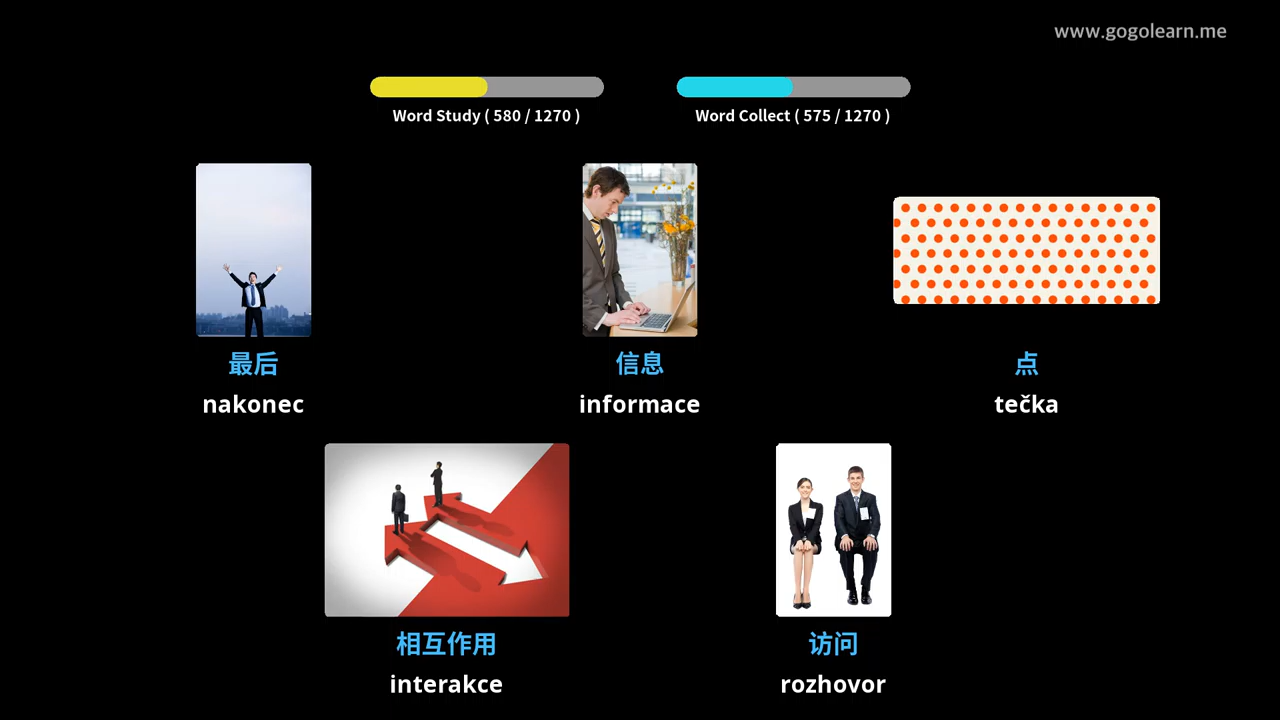 www.gogolearn.me
Word Study ( 580 / 1270 )
Word Collect ( 575 / 1270 )
最后
信息
点
nakonec
informace
tečka
相互作用
访问
interakce
rozhovor